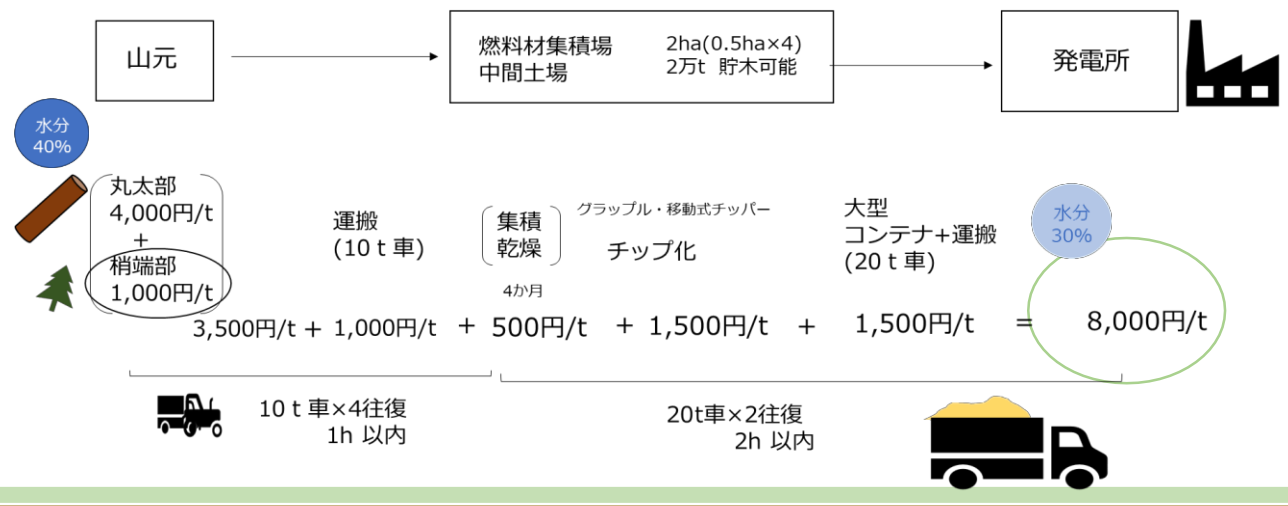 山元
燃料材集積場
中間土場
2ha(0.5ha×4)
2万t 貯木可能
発電所
水分
40%
丸太部
4,000円/t
+
梢端部
1,000円/t
運搬
(10ｔ車)
集積
乾燥
4か月
グラップル・移動式チッパー
チップ化
大型
コンテナ+運搬
(20ｔ車)
水分
30%
3,500円/t + 1,000円/t + 500円/t + 1,500円/t + 1,500円/t = 8,000円/t
10ｔ車×4往復
1h 以内
20t車×2往復
2h 以内